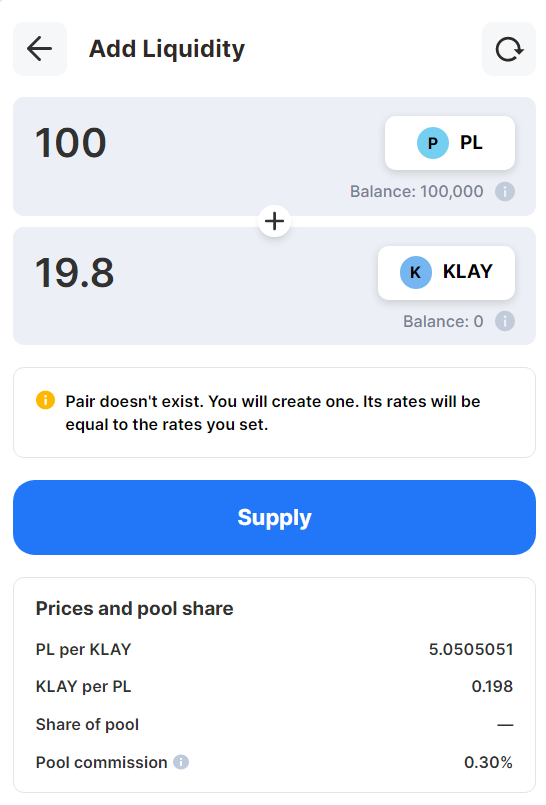 Add Liquidity
100
P PL
Balance: 100,000
+
19.8
K KLAY
Balance: 0
Pair doesn't exist. You will create one. Its rates will be
equal to the rates you set.
Supply
Prices and pool share
PL per KLAY 5.0505051
KLAY per PL 0.198
Share of pool —
Pool commission 0.30%